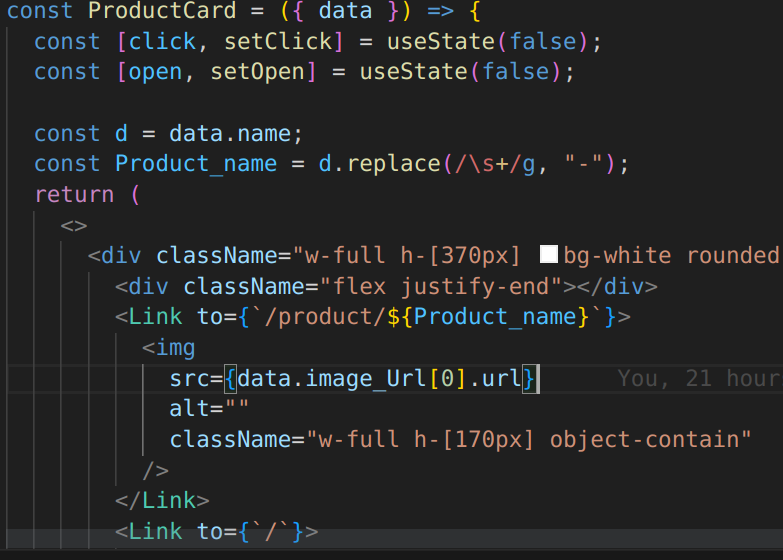 const ProductCard = ({ data }) => {
const [click, setClick] = useState(false);
const [open, setOpen] = useState(false);
const d = data.name;
const Product_name = d.replace(/\s+/g, "-");
return (
<>
<div className="w-full h-[370px] bg-white rounded
<div className="flex justify-end"></div>
<Link to={`/product/${Product_name}`}>
<img
src={data.image_Url[0].url} You, 21 hour
alt=""
className="w-full h-[170px] object-contain"
/>
</Link>
<Link to={`/`}>